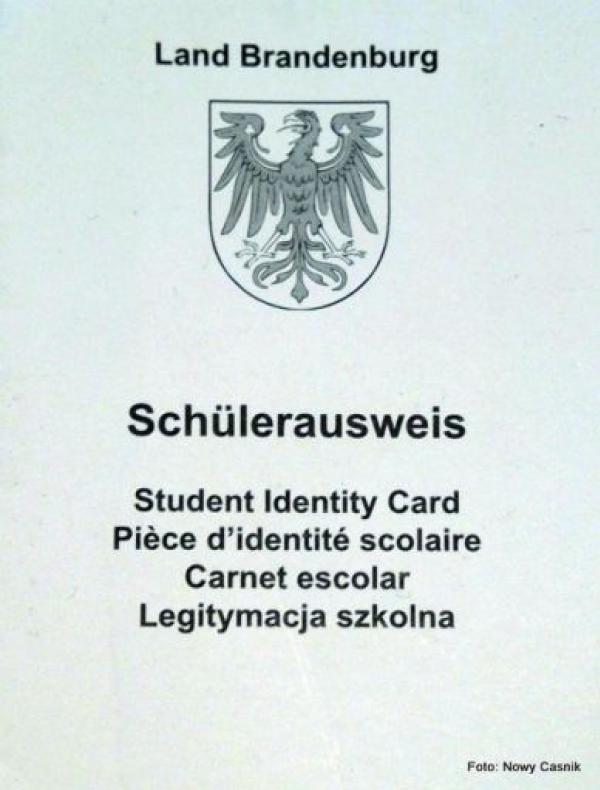 Land Brandenburg
Schülerausweis
Student Identity Card
Pièce d'identité scolaire
Carnet escolar
Legitymacja szkolna
Foto: Nowy Casnik